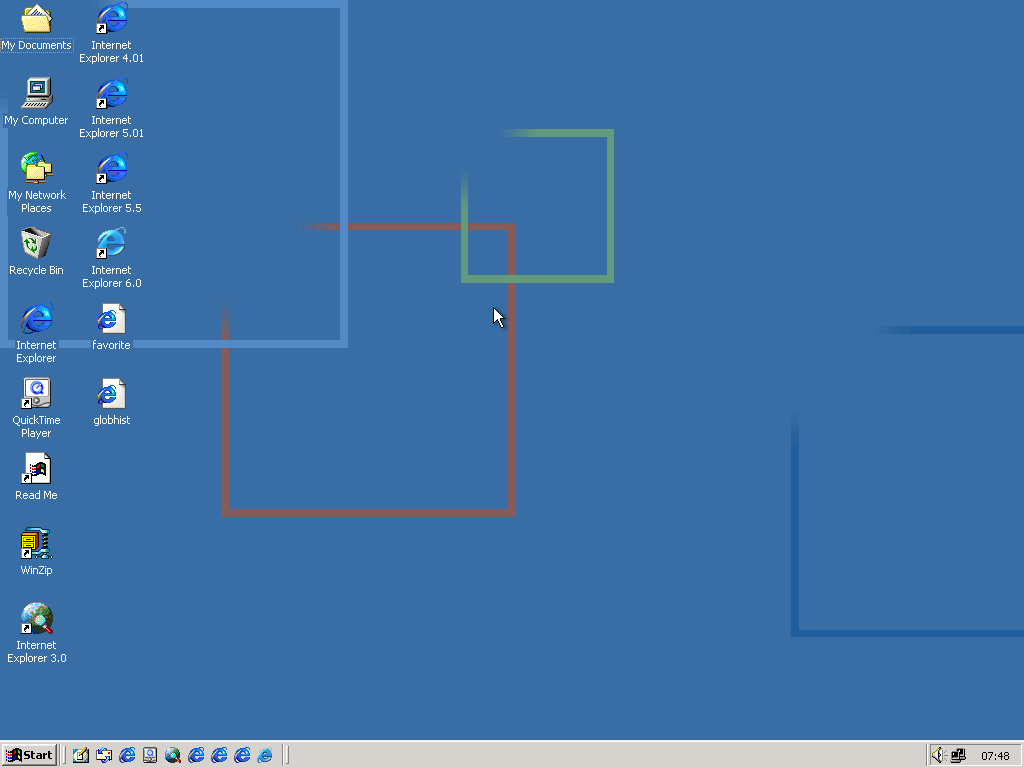 My Documents
My Computer
My Network
Places
Recycle Bin
Internet
Explorer
QuickTime
Player
Read Me
WinZip
Internet
Explorer 3.0
Internet
Explorer 4.01
Internet
Explorer 5.01
Internet
Explorer 5.5
Internet
Explorer 6.0
favorite
globhist
Start
07:48